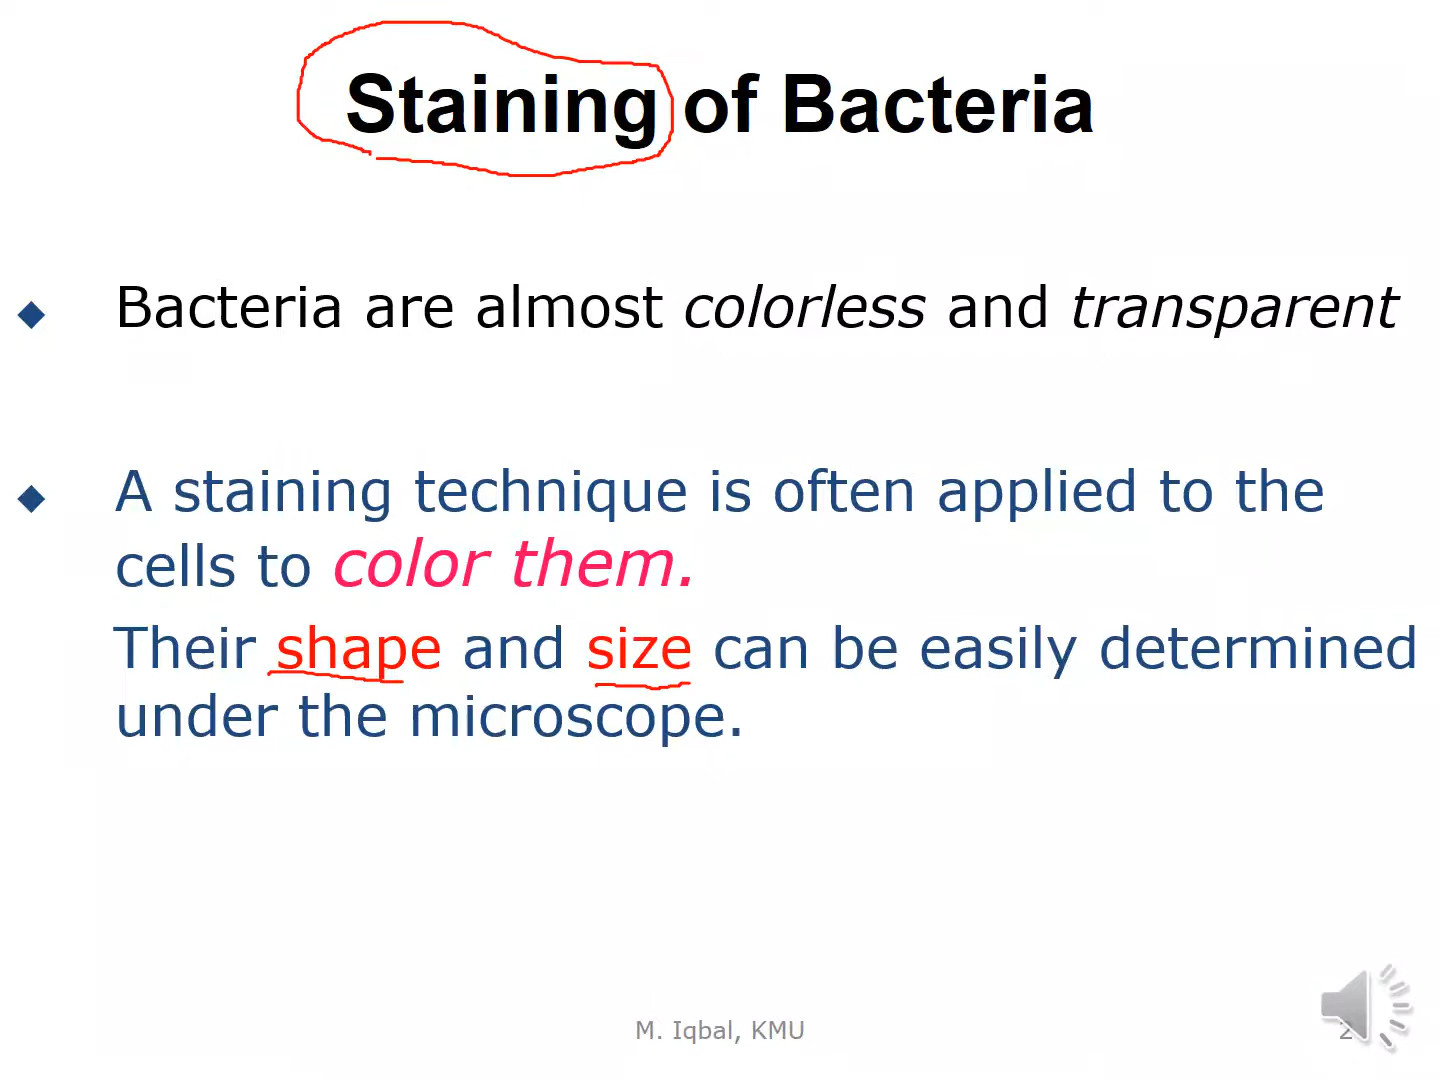 Staining of Bacteria
Bacteria are almost colorless and transparent
A staining technique is often applied to the
cells to color them.
Their shape and size can be easily determined
under the microscope.
M. Iqbal, KMU
2